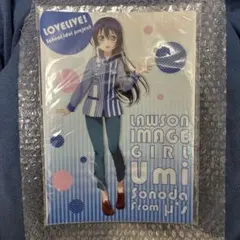 LOVELIVE!
School idol project
LAWSON
IMAGE
GIRL
Umi
Sonoda
From μ's